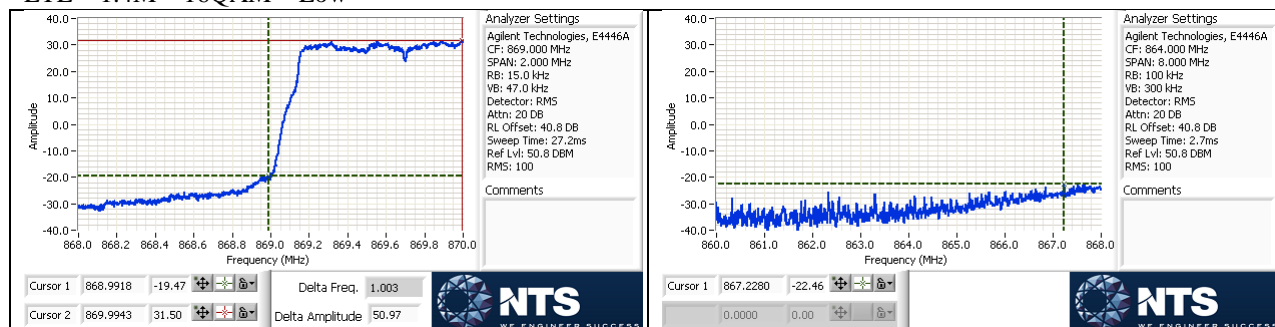 LTE - 1.4M - 16QAM - Low
Analyzer Settings
Agilent Technologies, E4446A
CF: 869.000 MHz
SPAN: 2.000 MHz
RB: 15.0 kHz
VB: 47.0 kHz
Detector: RMS
Attn: 20 DB
RL Offset: 40.8 DB
Sweep Time: 27.2ms
Ref Lvl: 50.8 DBM
RMS: 100
Comments
Amplitude
40.0
30.0
20.0
10.0
0.0
-10.0
-20.0
-30.0
-40.0
868.0 868.2 868.4 868.6 868.8 869.0 869.2 869.4 869.6 869.8 870.0
Frequency (MHz)
Cursor 1 868.9918 -19.47
Cursor 2 869.9943 31.50
Delta Freq. 1.003
Delta Amplitude 50.97
NTS
WE ENGINEER SUCCESS
Analyzer Settings
Agilent Technologies, E4446A
CF: 864.000 MHz
SPAN: 8.000 MHz
RB: 100 kHz
VB: 300 kHz
Detector: RMS
Attn: 20 DB
RL Offset: 40.8 DB
Sweep Time: 2.7ms
Ref Lvl: 50.8 DBM
RMS: 100
Comments
Amplitude
40.0
30.0
20.0
10.0
0.0
-10.0
-20.0
-30.0
-40.0
860.0 861.0 862.0 863.0 864.0 865.0 866.0 867.0 868.0
Frequency (MHz)
Cursor 1 867.2280 -22.46
0.0000 0.00
NTS
WE ENGINEER SUCCESS